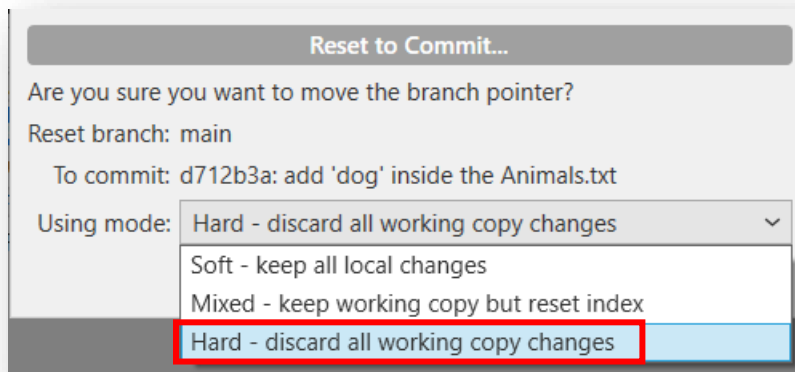 Reset to Commit...
Are you sure you want to move the branch pointer?
Reset branch: main
To commit: d712b3a: add 'dog' inside the Animals.txt
Using mode: Hard - discard all working copy changes
Soft - keep all local changes
Mixed - keep working copy but reset index
Hard - discard all working copy changes